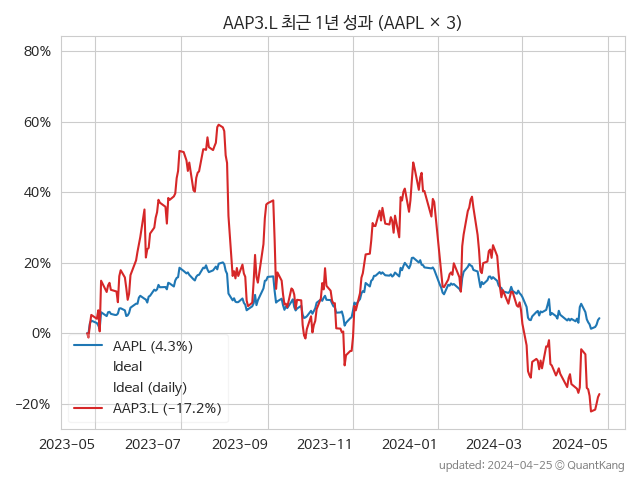 AAP3.L 최근 1년 성과 (AAPL × 3)
80%
60%
40%
20%
0%
−20%
AAPL (4.3%)
Ideal
Ideal (daily)
AAP3.L (−17.2%)
2023-05
2023-07
2023-09
2023-11
2024-01
2024-03
2024-05
updated: 2024-04-25 © QuantKang